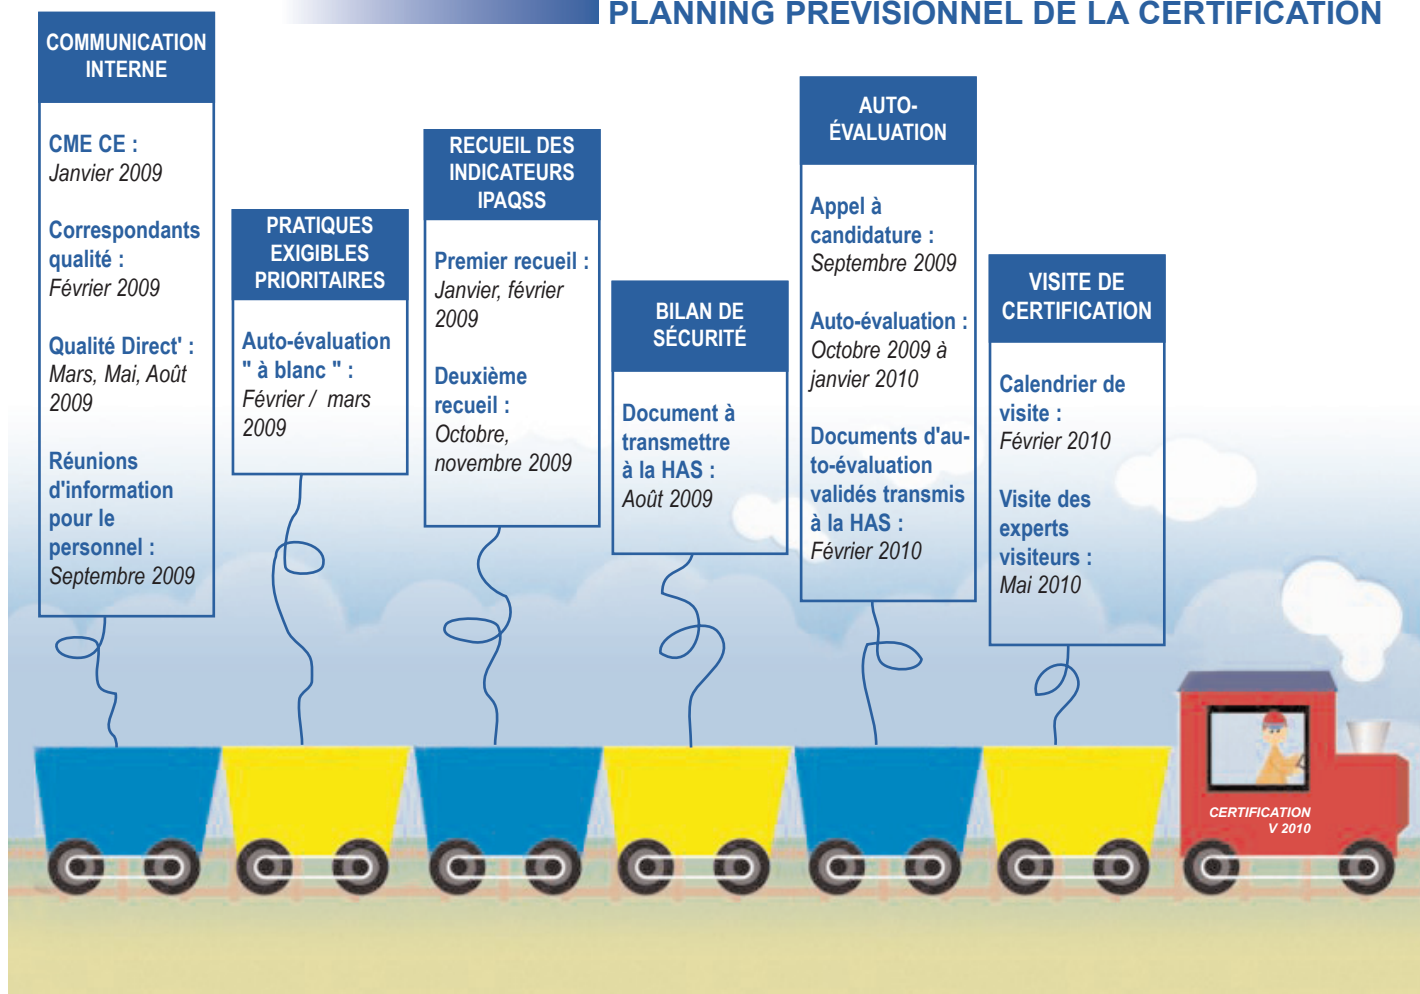 PLANNING PREVISIONNEL DE LA CERTIFICATION
COMMUNICATION
INTERNE
CME CE :
Janvier 2009
Correspondants
qualité :
Février 2009
Qualité Direct' :
Mars, Mai, Août
2009
Réunions
d'information
pour le
personnel :
Septembre 2009
PRATIQUES
EXIGIBLES
PRIORITAIRES
Auto-évaluation
" à blanc " :
Février / mars
2009
RECUEIL DES
INDICATEURS
IPAQSS
Premier recueil :
Janvier, février
2009
Deuxième
recueil :
Octobre,
novembre 2009
BILAN DE
SÉCURITÉ
Document à
transmettre
à la HAS :
Août 2009
AUTO-
ÉVALUATION
Appel à
candidature :
Septembre 2009
Auto-évaluation :
Octobre 2009 à
janvier 2010
Documents d'au-
to-évaluation
validés transmis
à la HAS :
Février 2010
VISITE DE
CERTIFICATION
Calendrier de
visite :
Février 2010
Visite des
experts
visiteurs :
Mai 2010
CERTIFICATION
V 2010